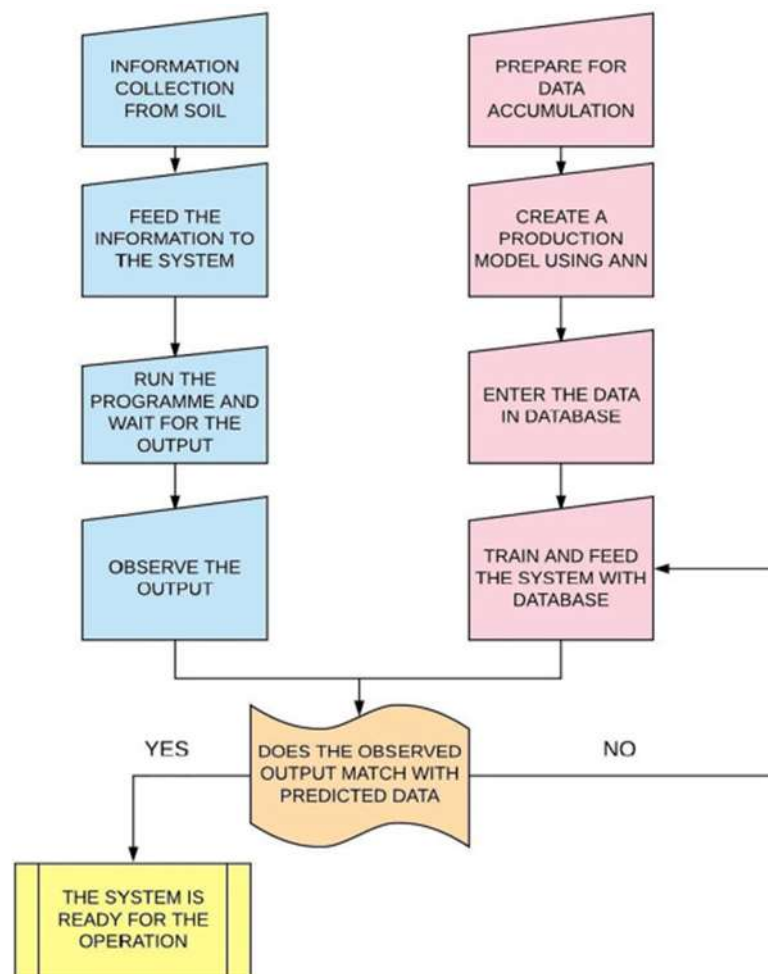 INFORMATION
COLLECTION
FROM SOIL
FEED THE
INFORMATION TO
THE SYSTEM
RUN THE
PROGRAMME AND
WAIT FOR THE
OUTPUT
OBSERVE THE
OUTPUT
PREPARE FOR
DATA
ACCUMULATION
CREATE A
PRODUCTION
MODEL USING ANN
ENTER THE DATA
IN DATABASE
TRAIN AND FEED
THE SYSTEM WITH
DATABASE
DOES THE OBSERVED
OUTPUT MATCH WITH
PREDICTED DATA
YES
NO
THE SYSTEM IS
READY FOR THE
OPERATION